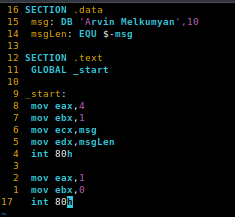 16 SECTION .data
15  msg: DB 'Arvin Melkumyan',10
14  msgLen: EQU $-msg
13
12 SECTION .text
11  GLOBAL _start
10
9 _start:
8  mov eax,4
7  mov ebx,1
6  mov ecx,msg
5  mov edx,msgLen
4  int 80h
3
2  mov eax,1
1  mov ebx,0
17  int 80h
~